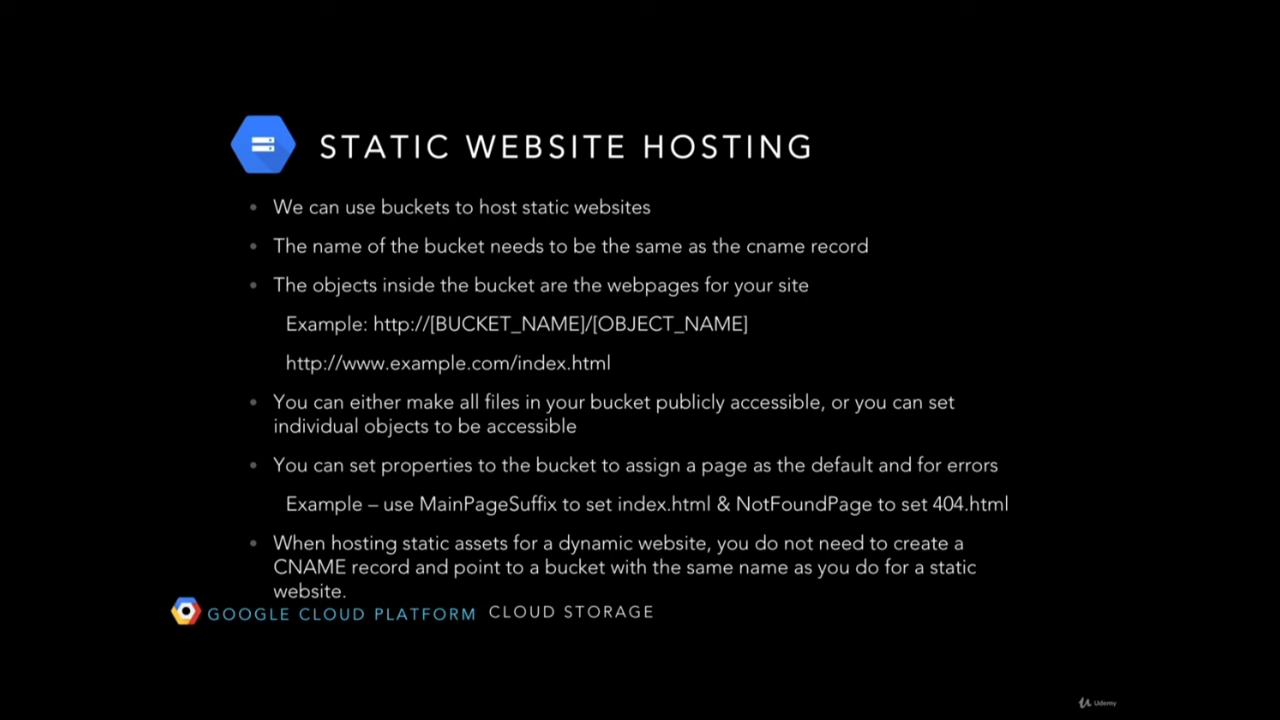 STATIC WEBSITE HOSTING
• We can use buckets to host static websites
• The name of the bucket needs to be the same as the cname record
• The objects inside the bucket are the webpages for your site
Example: http://[BUCKET_NAME]/[OBJECT_NAME]
http://www.example.com/index.html
• You can either make all files in your bucket publicly accessible, or you can set
individual objects to be accessible
• You can set properties to the bucket to assign a page as the default and for errors
Example – use MainPageSuffix to set index.html & NotFoundPage to set 404.html
• When hosting static assets for a dynamic website, you do not need to create a
CNAME record and point to a bucket with the same name as you do for a static
website.
GOOGLE CLOUD PLATFORM CLOUD STORAGE
Udemy